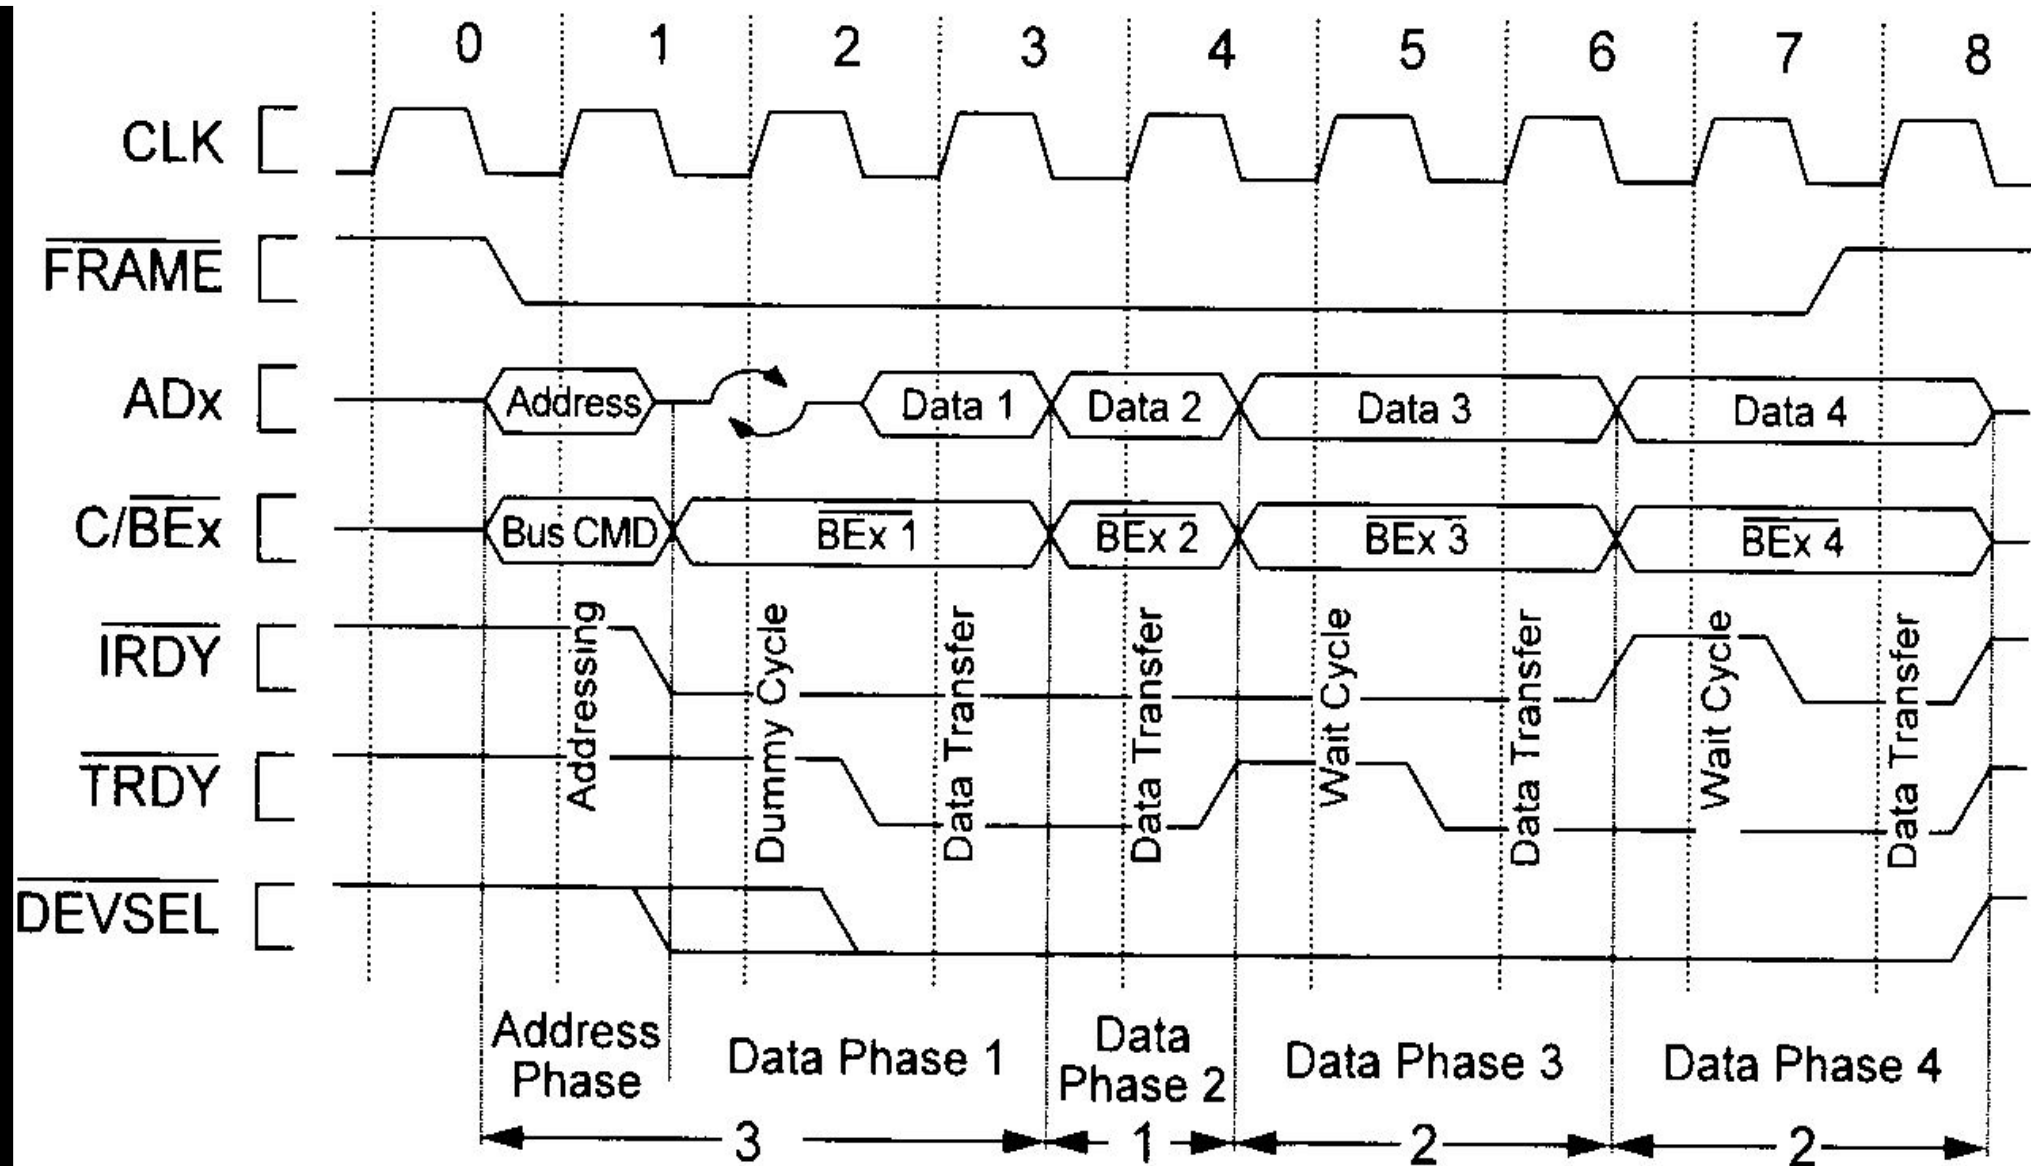 0 1 2 3 4 5 6 7 8
CLK
FRAME
ADx
Address
Data 1
Data 2
Data 3
Data 4
C/BEx
Bus CMD
BEx 1
BEx 2
BEx 3
BEx 4
IRDY
TRDY
DEVSEL
Addressing
Dummy Cycle
Data Transfer
Data Transfer
Wait Cycle
Data Transfer
Wait Cycle
Data Transfer
Address
Phase
Data Phase 1
Data
Phase 2
Data Phase 3
Data Phase 4
3
1
2
2